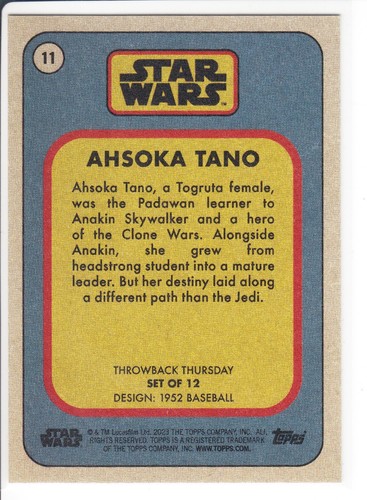 11
STAR
WARS™
AHSOKA TANO
Ahsoka Tano, a Togruta female,
was the Padawan learner to
Anakin Skywalker and a hero
of the Clone Wars. Alongside
Anakin, she grew from
headstrong student into a mature
leader. But her destiny laid along
a different path than the Jedi.
THROWBACK THURSDAY
SET OF 12
DESIGN: 1952 BASEBALL
STAR
WARS
© & TM Lucasfilm Ltd. 2023 THE TOPPS COMPANY, INC. ALL
RIGHTS RESERVED. TOPPS IS A REGISTERED TRADEMARK
OF THE TOPPS COMPANY, INC. WWW.TOPPS.COM.
TOPPS